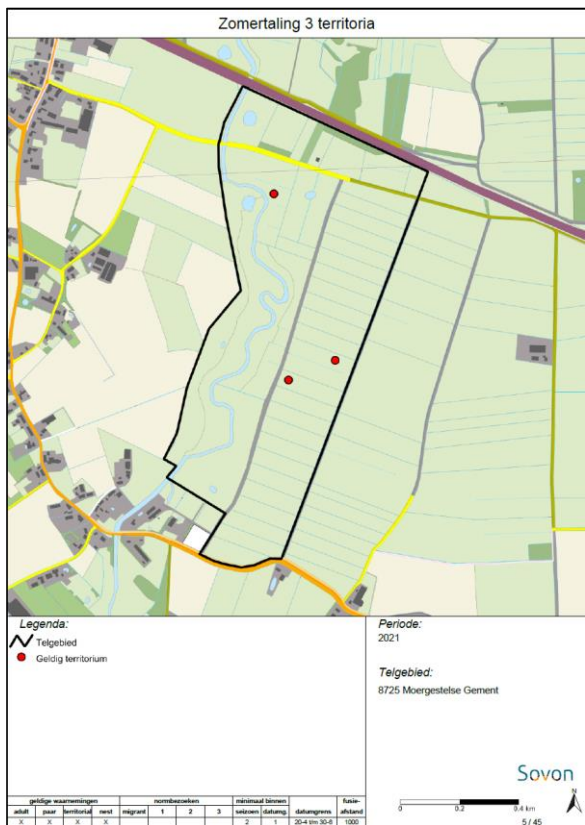 Zomertaling 3 territoria
Legenda:
Telgebied
Geldig territorium
Periode:
2021
Telgebied:
8725 Moergestelse Gement
Sovon
0 0.2 0.4 km
N
5 / 45
geldige waarnemingen normbezoeken minimaal binnen fusie-
adult paar territoriaal nest migrant 1 2 3 seizoen datumg. datumgrens afstand
X X X X 2 1 20-4 t/m 30-6 1000